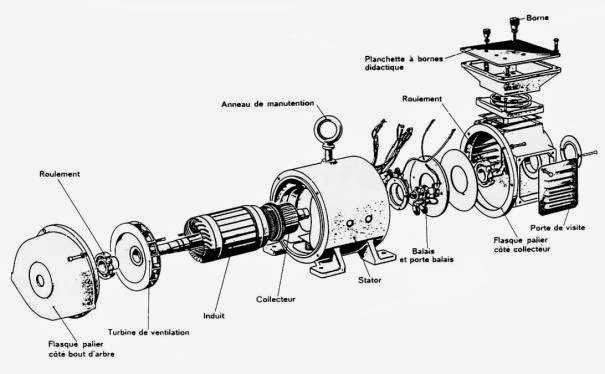 Borne
Planchette à bornes
didactique
Roulement
Anneau de manutention
Roulement
Porte de visite
Flasque palier
côté collecteur
Balais
et porte balais
Stator
Collecteur
Induit
Turbine de ventilation
Flasque palier
côté bout d'arbre